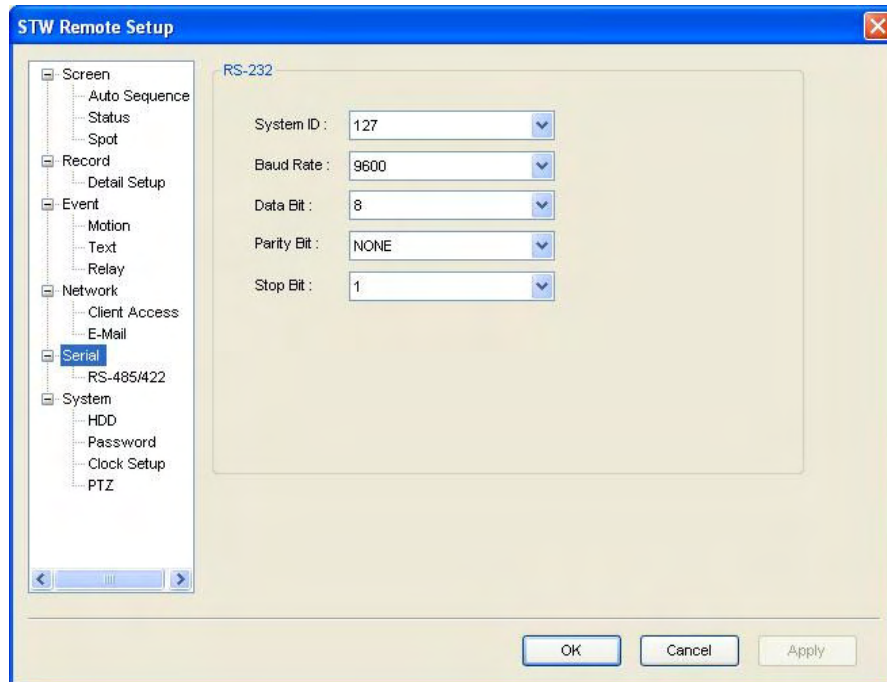 STW Remote Setup
Screen
Auto Sequence
Status
Spot
Record
Detail Setup
Event
Motion
Text
Relay
Network
Client Access
E-Mail
Serial
RS-485/422
System
HDD
Password
Clock Setup
PTZ
RS-232
System ID : 127
Baud Rate : 9600
Data Bit : 8
Parity Bit : NONE
Stop Bit : 1
OK Cancel Apply